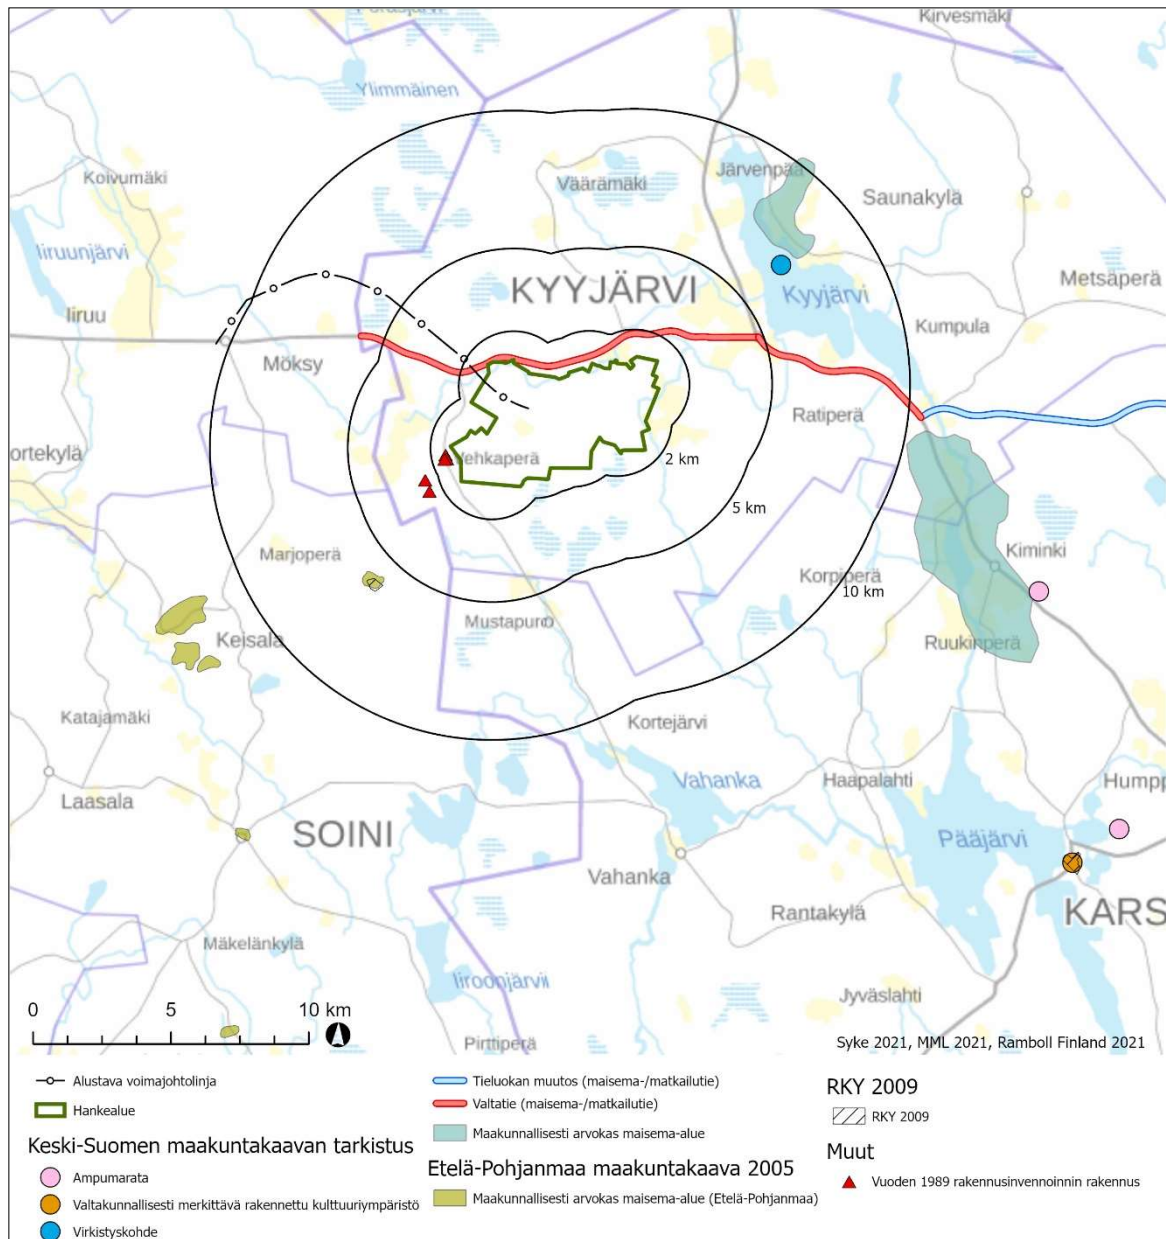 Kirvesmäki
Ylimmäinen
Koivumäki
Väärämäki
Järvenpää
Saunakylä
Iiruunjärvi
KYYJÄRVI
Kyyjärvi
Metsäperä
Iiruu
Kumpula
Möksy
Ratiperä
ortekylä
Vehkaperä
2 km
5 km
Marjoperä
Kiminki
Korpiperä
10 km
Mustapuro
Keisala
Ruukinperä
Katajamäki
Kortejärvi
Vahanka
Haapalahti
Humpp
Laasala
SOINI
Pääjärvi
Vahanka
Rantakylä
KARS
Mäkelänkylä
Iiroonjärvii
Jyväslahti
0 5 10 km
Pirttiperä
Syke 2021, MML 2021, Ramboll Finland 2021
Alustava voimajohtolinja
Hankealue
Keski-Suomen maakuntakaavan tarkistus
Ampumarata
Valtakunnallisesti merkittävä rakennettu kulttuuriympäristö
Virkistyskohde
Tieluokan muutos (maisema-/matkailutie)
Valtatie (maisema-/matkailutie)
Maakunnallisesti arvokas maisema-alue
Etelä-Pohjanmaa maakuntakaava 2005
Maakunnallisesti arvokas maisema-alue (Etelä-Pohjanmaa)
RKY 2009
RKY 2009
Muut
Vuoden 1989 rakennusinvennoinnin rakennus